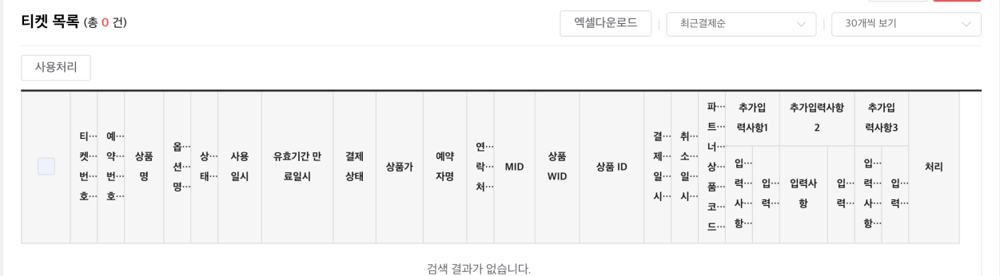 티켓 목록 (총 0 건)
엑셀다운로드
최근결제순
30개씩 보기
사용처리
티…
켓…
번…
호…
예…
약…
번…
호…
상품
명
옵…
션…
명…
상…
태…
사용
일시
유효기간 만
료일시
결제
상태
상품가
예약
자명
연…
락…
처…
MID
상품
WID
상품 ID
결…
제…
일…
시…
취…
소…
일…
시…
파…
트…
너…
상…
품…
코…
드…
추가입
력사항1
입…
력…
사…
항…
입…
력…
추가입력사항
2
입력사
항
입…
력…
추가입
력사항3
입…
력…
사…
항…
입…
력…
처리
검색 결과가 없습니다.